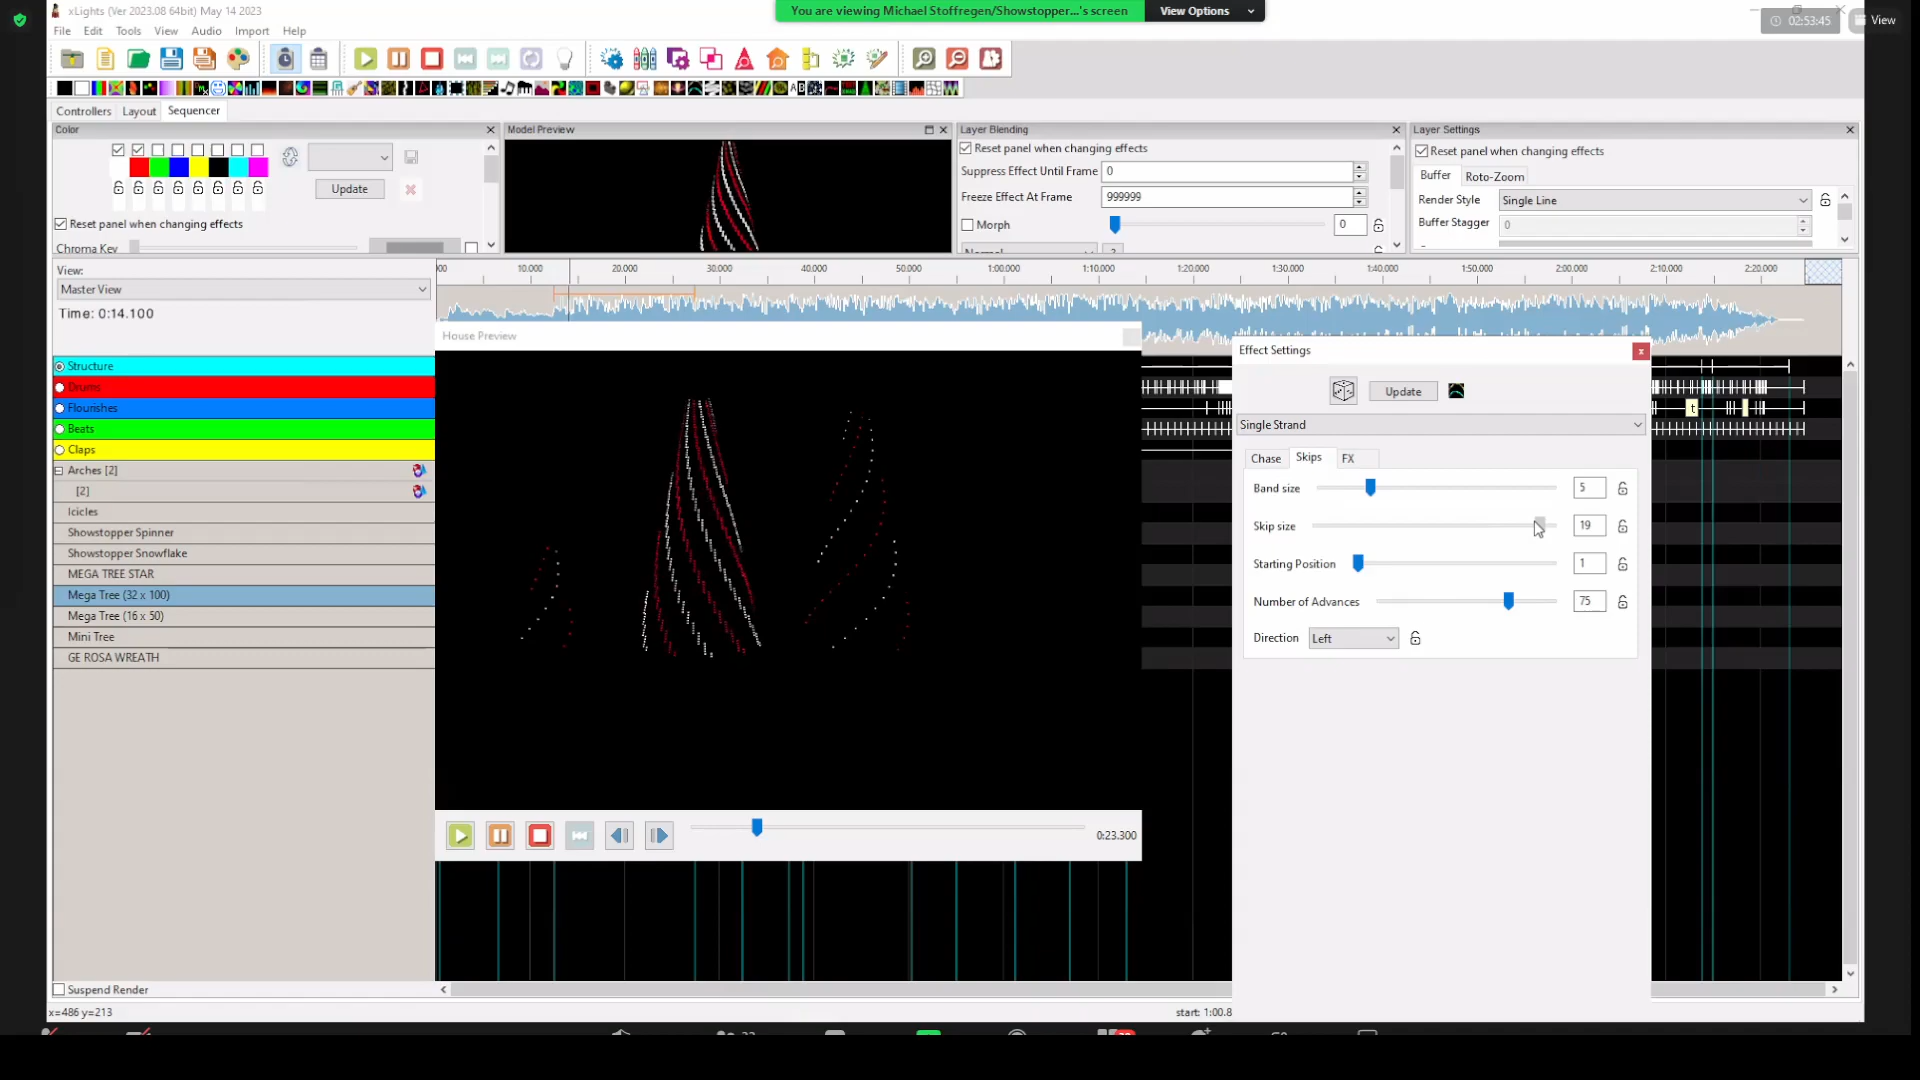 You are viewing Michael Stoffregen/Showstopper...'s screen
View Options
02:53:45
View
xLights (Ver 2023.08 64bit) May 14 2023
File Edit Tools View Audio Import Help
Controllers Layout Sequencer
Color
Model Preview
Layer Blending
Layer Settings
Update
Reset panel when changing effects
Chroma Key
Reset panel when changing effects
Suppress Effect Until Frame 0
Freeze Effect At Frame 999999
Morph 0
Normal
Reset panel when changing effects
Buffer Roto-Zoom
Render Style Single Line
Buffer Stagger 0
View:
Master View
Time: 0:14.100
10.000 20.000 30.000 40.000 50.000 1:00.000 1:10.000 1:20.000 1:30.000 1:40.000 1:50.000 2:00.000 2:10.000 2:20.000
Structure
Drums
Flourishes
Beats
Claps
Arches [2]
[2]
Icicles
Showstopper Spinner
Showstopper Snowflake
MEGA TREE STAR
Mega Tree (32 x 100)
Mega Tree (16 x 50)
Mini Tree
GE ROSA WREATH
House Preview
0:23.300
Effect Settings
Update
Single Strand
Chase Skips FX
Band size 5
Skip size 19
Starting Position 1
Number of Advances 75
Direction Left
t
Suspend Render
x=486 y=213
start: 1:00.8